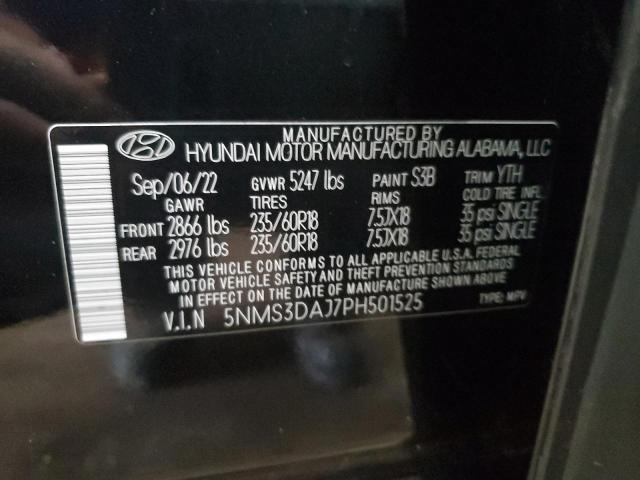 MANUFACTURED BY
HYUNDAI MOTOR MANUFACTURING ALABAMA, LLC
Sep/06/22 GVWR 5247 lbs PAINT S3B TRIM YTH
GAWR TIRES RIMS COLD TIRE INFL.
FRONT 2866 lbs 235/60R18 7.5JX18 35 psi SINGLE
REAR 2976 lbs 235/60R18 7.5JX18 35 psi SINGLE
THIS VEHICLE CONFORMS TO ALL APPLICABLE U.S.A. FEDERAL
MOTOR VEHICLE SAFETY AND THEFT PREVENTION STANDARDS
IN EFFECT ON THE DATE OF MANUFACTURE SHOWN ABOVE
V.I.N 5NMS3DAJ7PH501525 TYPE: MPV